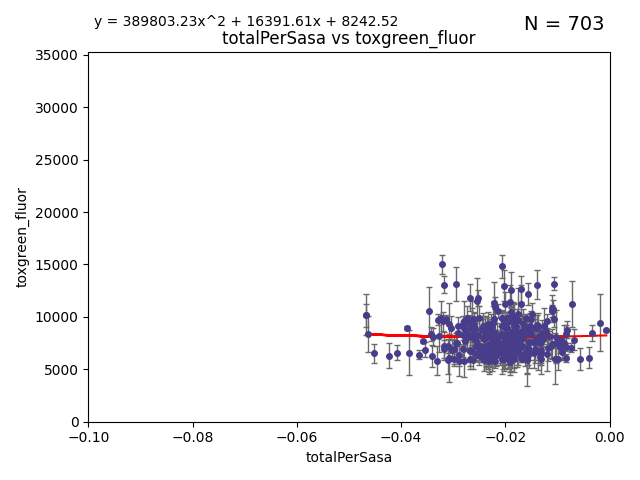 y = 389803.23x^2 + 16391.61x + 8242.52
N = 703
totalPerSasa vs toxgreen_fluor
35000
30000
25000
20000
15000
10000
5000
0
toxgreen_fluor
−0.10
−0.08
−0.06
−0.04
−0.02
0.00
totalPerSasa